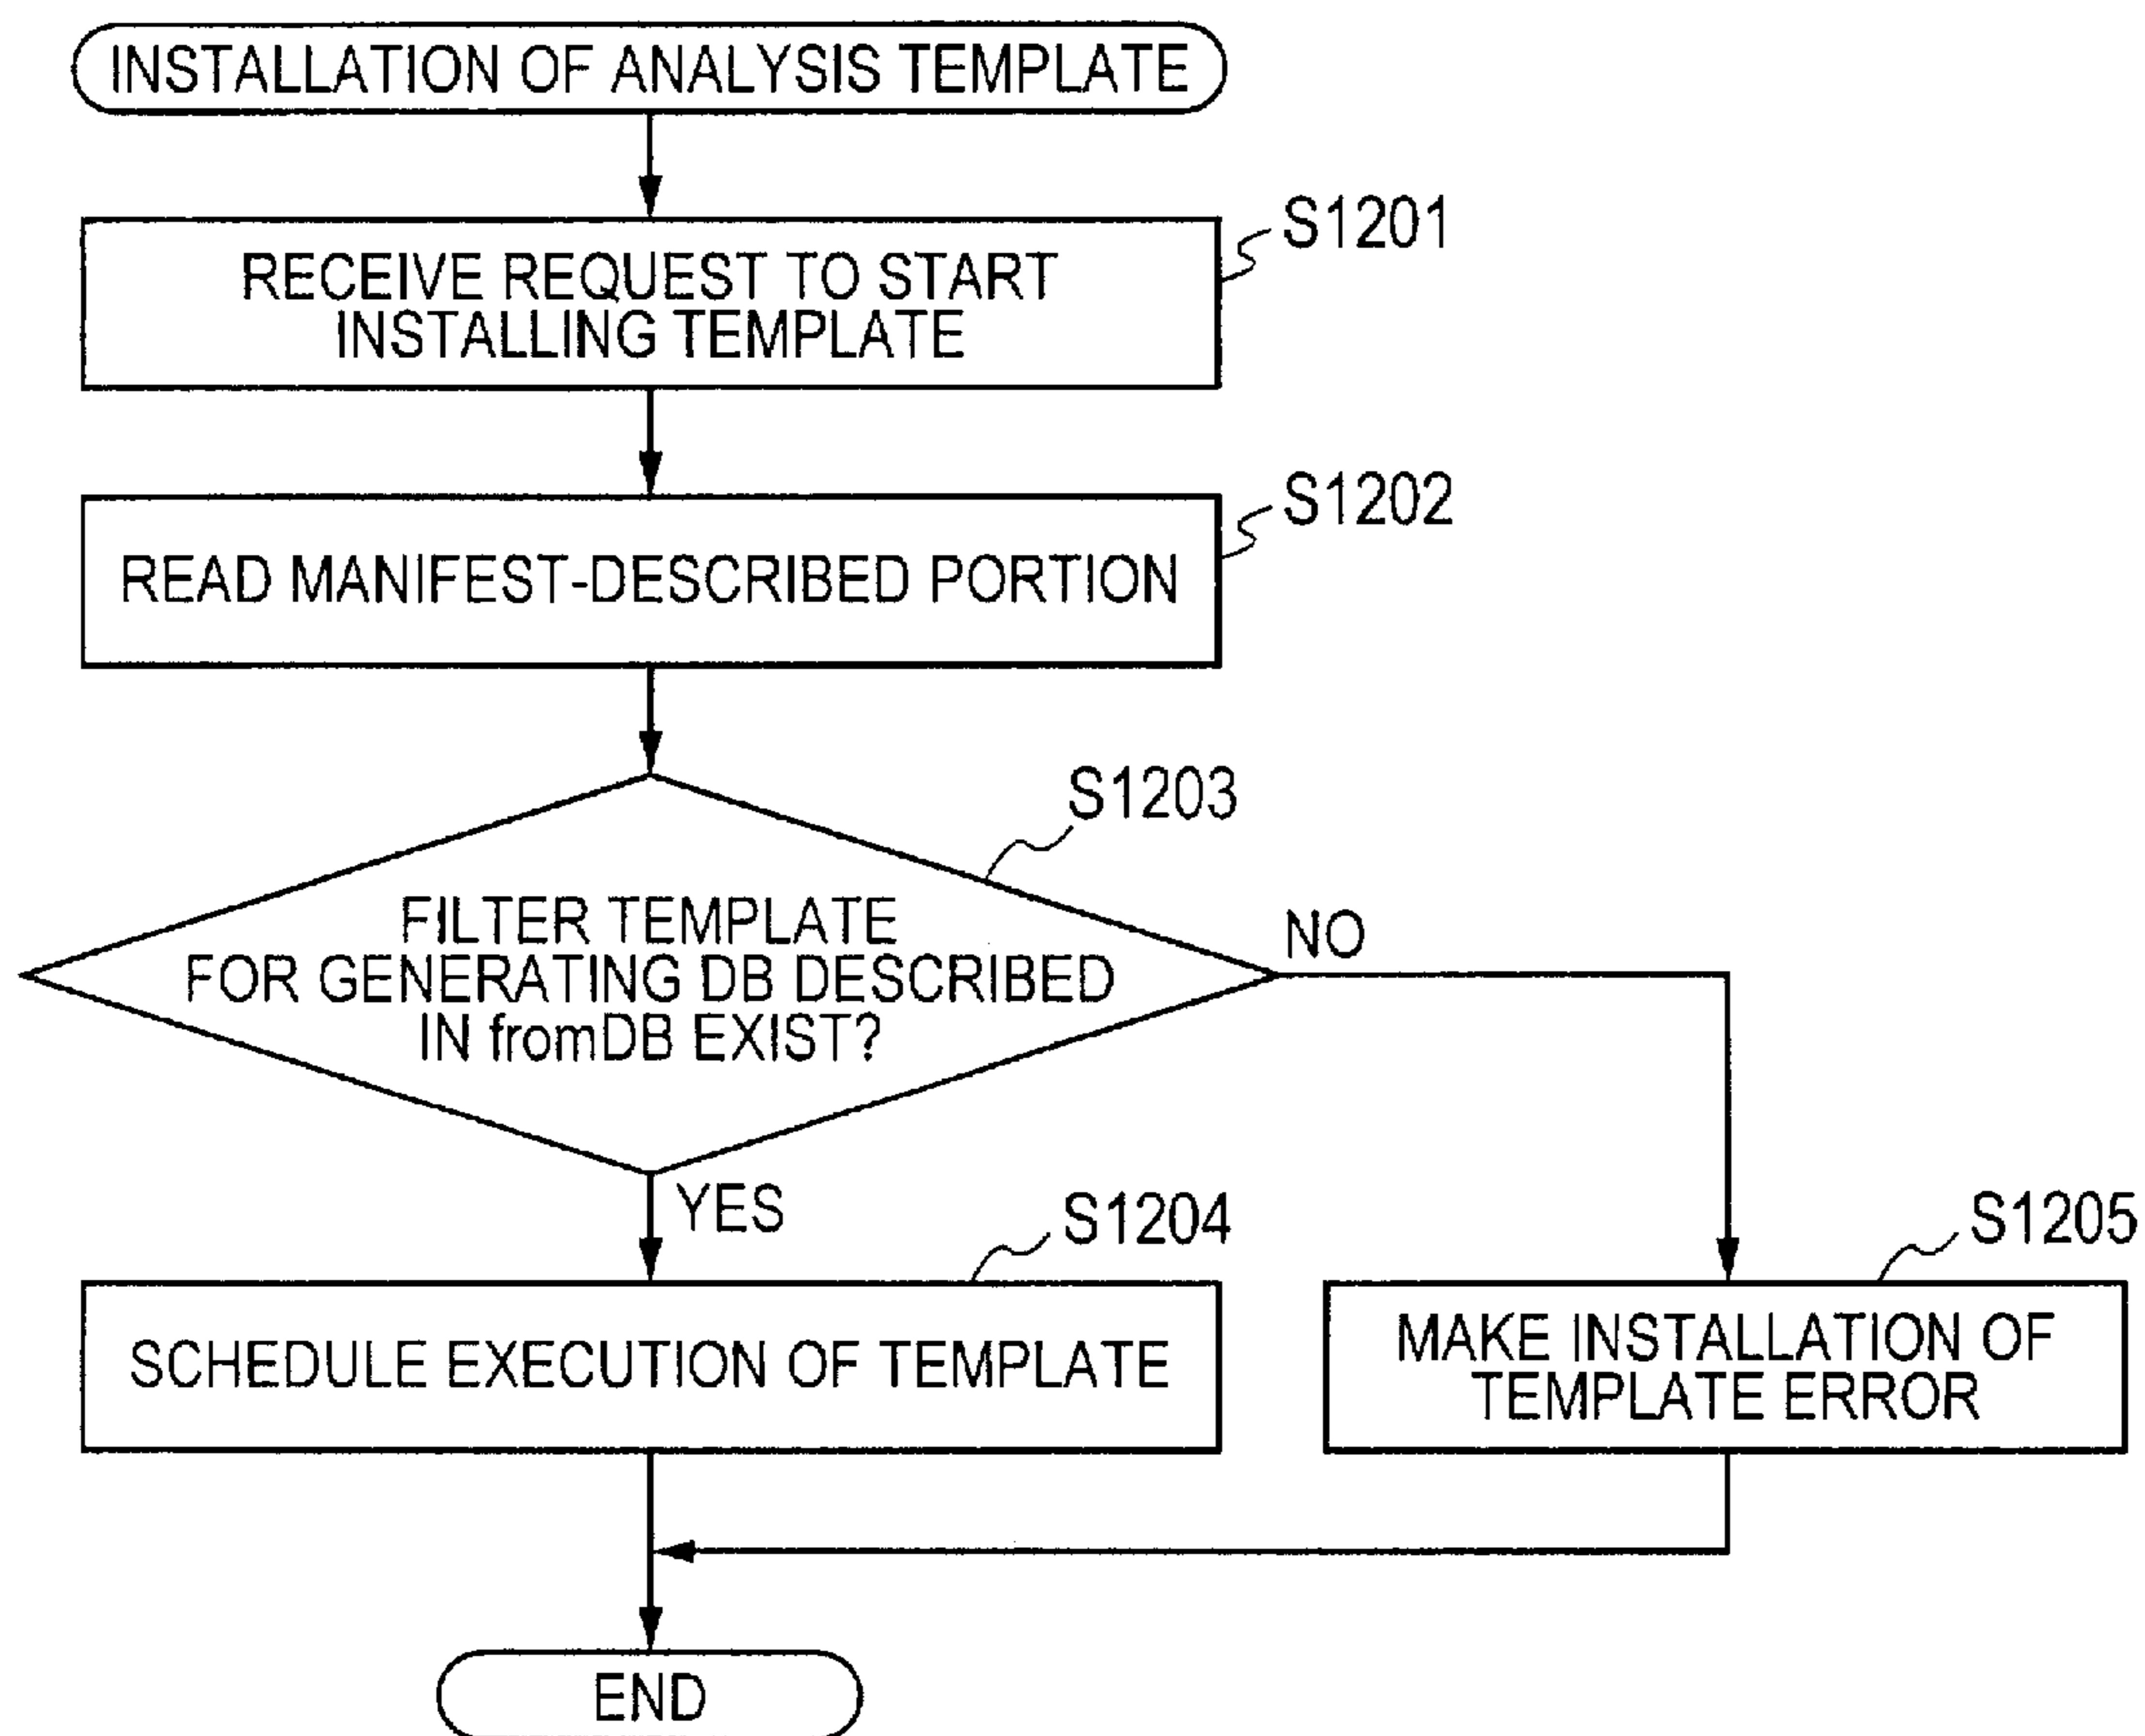 INSTALLATION OF ANALYSIS TEMPLATE
S1201
RECEIVE REQUEST TO START
INSTALLING TEMPLATE
S1202
READ MANIFEST-DESCRIBED PORTION
S1203
FILTER TEMPLATE
FOR GENERATING DB DESCRIBED
IN fromDB EXIST?
NO
YES
S1204
SCHEDULE EXECUTION OF TEMPLATE
S1205
MAKE INSTALLATION OF
TEMPLATE ERROR
END